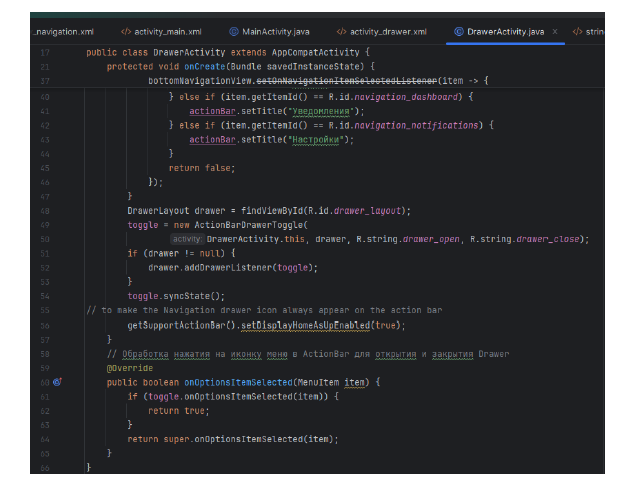 _navigation.xml </> activity_main.xml © MainActivity.java </> activity_drawer.xml © DrawerActivity.java × </> strin
17 public class DrawerActivity extends AppCompatActivity {
21 protected void onCreate(Bundle savedInstanceState) {
37 bottomNavigationView.setOnNavigationItemSelectedListener(item -> {
40 } else if (item.getItemId() == R.id.navigation_dashboard) {
41 actionBar.setTitle("Уведомления");
42 } else if (item.getItemId() == R.id.navigation_notifications) {
43 actionBar.setTitle("Настройки");
44 }
45 return false;
46 });
47 }
48 DrawerLayout drawer = findViewById(R.id.drawer_layout);
49 toggle = new ActionBarDrawerToggle(
50 activity: DrawerActivity.this, drawer, R.string.drawer_open, R.string.drawer_close);
51 if (drawer != null) {
52 drawer.addDrawerListener(toggle);
53 }
54 toggle.syncState();
55 // to make the Navigation drawer icon always appear on the action bar
56 getSupportActionBar().setDisplayHomeAsUpEnabled(true);
57 }
58 // Обработка нажатия на иконку меню в ActionBar для открытия и закрытия Drawer
59 @Override
60 public boolean onOptionsItemSelected(MenuItem item) {
61 if (toggle.onOptionsItemSelected(item)) {
62 return true;
63 }
64 return super.onOptionsItemSelected(item);
65 }
66 }